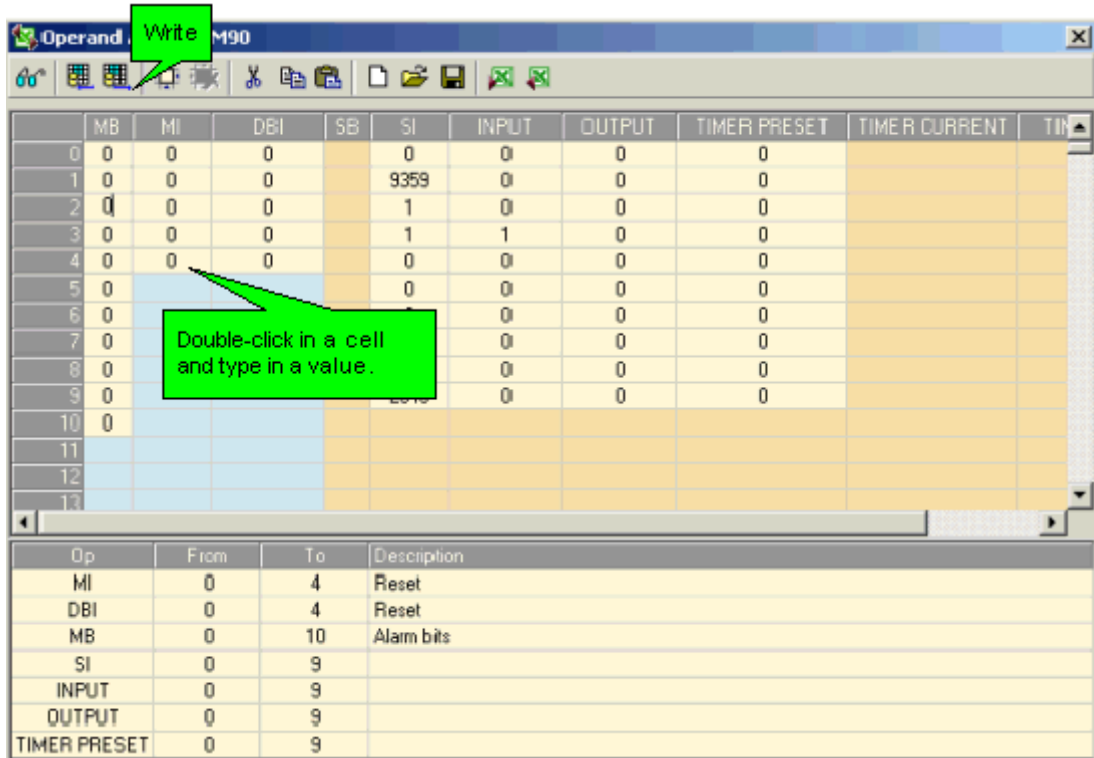 Write
Operand M90
MB MI DBI SB SI INPUT OUTPUT TIMER PRESET TIMER CURRENT
0 0 0 0 0 0 0 0
1 0 0 0 9359 0 0 0
2 0 0 0 1 0 0 0
3 0 0 0 1 1 0 0
4 0 0 0 0 0 0 0
5 0 0 0 0 0
6 0 0 0 0
7 0 0 0 0
8 0 0 0 0
9 0 0 0 0
10 0
11
12
13
Double-click in a cell
and type in a value.
Op From To Description
MI 0 4 Reset
DBI 0 4 Reset
MB 0 10 Alarm bits
SI 0 9
INPUT 0 9
OUTPUT 0 9
TIMER PRESET 0 9